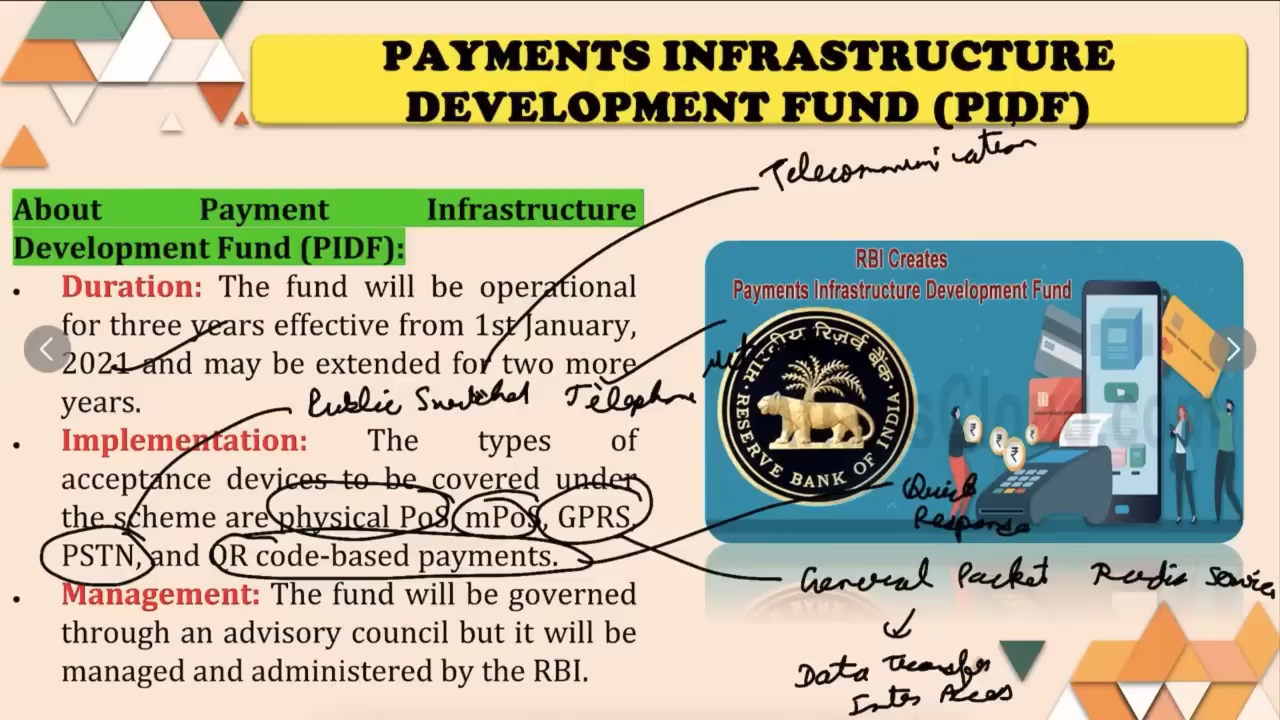 PAYMENTS INFRASTRUCTURE
DEVELOPMENT FUND (PIDF)
Telecommunication
About Payment Infrastructure
Development Fund (PIDF):
• Duration: The fund will be operational
for three years effective from 1st January,
2021 and may be extended for two more
years.
Public Switched Telephone
• Implementation: The types of
acceptance devices to be covered under
the scheme are physical PoS, mPoS, GPRS,
PSTN, and QR code-based payments.
• Management: The fund will be governed
through an advisory council but it will be
managed and administered by the RBI.
RBI Creates
Payments Infrastructure Development Fund
भारतीय रिज़र्व बैंक
RESERVE BANK OF INDIA
Quick
Response
General Packet Radio Service
Data Transfer